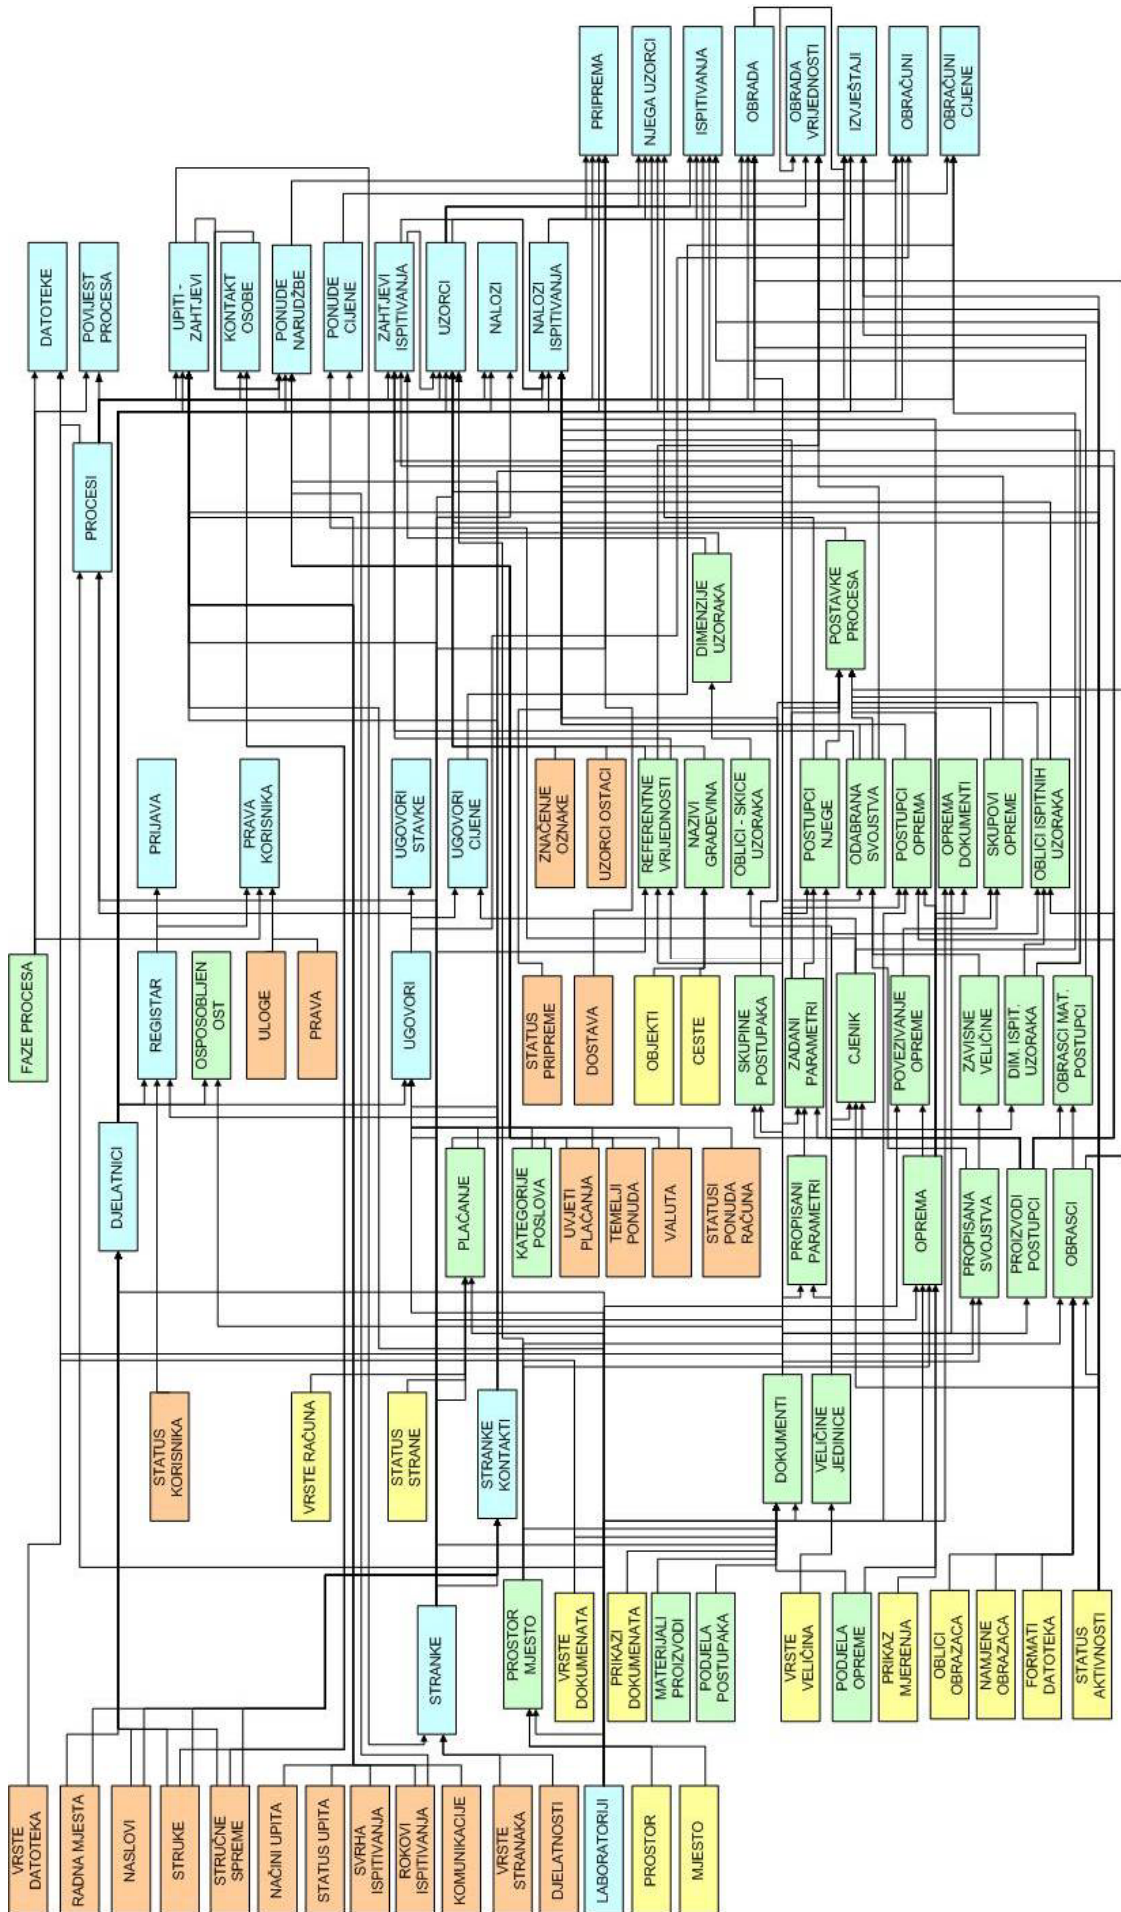 VRSTE
DATOTEKA
RADNA MJESTA
NASLOVI
STRUKE
STRUČNE
SPREME
NAČINI UPITA
STATUS UPITA
SVRHA
ISPITIVANJA
ROKOVI
ISPITIVANJA
KOMUNIKACIJE
VRSTE
STRANAKA
DJELATNOSTI
LABORATORIJI
PROSTOR
MJESTO
STRANKE
PROSTOR
MJESTO
VRSTE
DOKUMENATA
PRIKAZI
DOKUMENATA
MATERIJALI
PROIZVODI
PODJELA
POSTUPAKA
VRSTE
VELIČINA
PODJELA
OPREME
PRIKAZ
MJERENJA
OBLICI
OBRAZACA
NAMJENE
OBRAZACA
FORMATI
DATOTEKA
STATUS
AKTIVNOSTI
STATUS
KORISNIKA
VRSTE RAČUNA
STATUS
STRANE
STRANKE
KONTAKTI
DOKUMENTI
VELIČINE
JEDINICE
DJELATNICI
PLAĆANJE
KATEGORIJE
POSLOVA
UVJETI
PLAĆANJA
TEMELJI
PONUDA
VALUTA
STATUSI
PONUDA
RAČUNA
PROPISANI
PARAMETRI
OPREMA
PROPISANA
SVOJSTVA
PROIZVODI
POSTUPCI
OBRASCI
FAZE PROCESA
REGISTAR
OSPOSOBLJEN
OST
ULOGE
PRAVA
UGOVORI
STATUS
PRIPREME
DOSTAVA
OBJEKTI
CESTE
SKUPINE
POSTUPAKA
ZADANI
PARAMETRI
CJENIK
POVEZIVANJE
OPREME
ZAVISNE
VELIČINE
DIM. ISPIT.
UZORAKA
OBRASCI MAT.
POSTUPCI
PRIJAVA
PRAVA
KORISNIKA
UGOVORI
STAVKE
UGOVORI
CIJENE
ZNAČENJE
OZNAKE
UZORCI OSTACI
REFERENTNE
VRIJEDNOSTI
NAZIVI
GRAĐEVINA
OBLICI - SKICE
UZORAKA
POSTUPCI
NJEGE
ODABRANA
SVOJSTVA
POSTUPCI
OPREMA
OPREMA
DOKUMENTI
SKUPOVI
OPREME
OBLICI ISPITNIH
UZORAKA
PROCESI
DIMENZIJE
UZORAKA
POSTAVKE
PROCESA
DATOTEKE
POVIJEST
PROCESA
UPITI -
ZAHTJEVI
KONTAKT
OSOBE
PONUDE
NARUDŽBE
PONUDE
CIJENE
ZAHTJEVI
ISPITIVANJA
UZORCI
NALOZI
NALOZI
ISPITIVANJA
PRIPREMA
NJEGA UZORCI
ISPITIVANJA
OBRADA
OBRADA
VRIJEDNOSTI
IZVJEŠTAJI
OBRAČUNI
OBRAČUNI
CIJENE